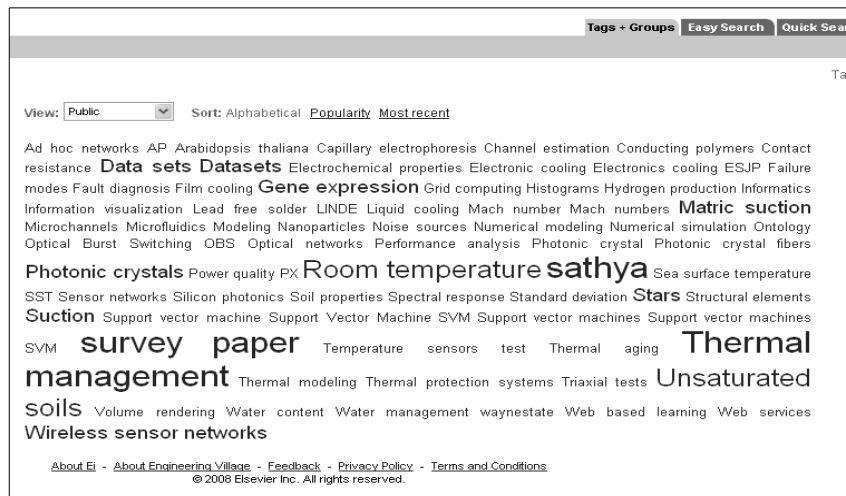 Tags + Groups Easy Search Quick Sea
Ta
View: Public Sort: Alphabetical Popularity Most recent
Ad hoc networks AP Arabidopsis thaliana Capillary electrophoresis Channel estimation Conducting polymers Contact
resistance Data sets Datasets Electrochemical properties Electronic cooling Electronics cooling ESJP Failure
modes Fault diagnosis Film cooling Gene expression Grid computing Histograms Hydrogen production Informatics
Information visualization Lead free solder LINDE Liquid cooling Mach number Mach numbers Matric suction
Microchannels Microfluidics Modeling Nanoparticles Noise sources Numerical modeling Numerical simulation Ontology
Optical Burst Switching OBS Optical networks Performance analysis Photonic crystal Photonic crystal fibers
Photonic crystals Power quality PX Room temperature sathya Sea surface temperature
SST Sensor networks Silicon photonics Soil properties Spectral response Standard deviation Stars Structural elements
Suction Support vector machine Support Vector Machine SVM Support vector machines Support vector machines
SVM survey paper Temperature sensors test Thermal aging Thermal
management Thermal modeling Thermal protection systems Triaxial tests Unsaturated
soils Volume rendering Water content Water management waynestate Web based learning Web services
Wireless sensor networks
About Ei - About Engineering Village - Feedback - Privacy Policy - Terms and Conditions
© 2008 Elsevier Inc. All rights reserved.